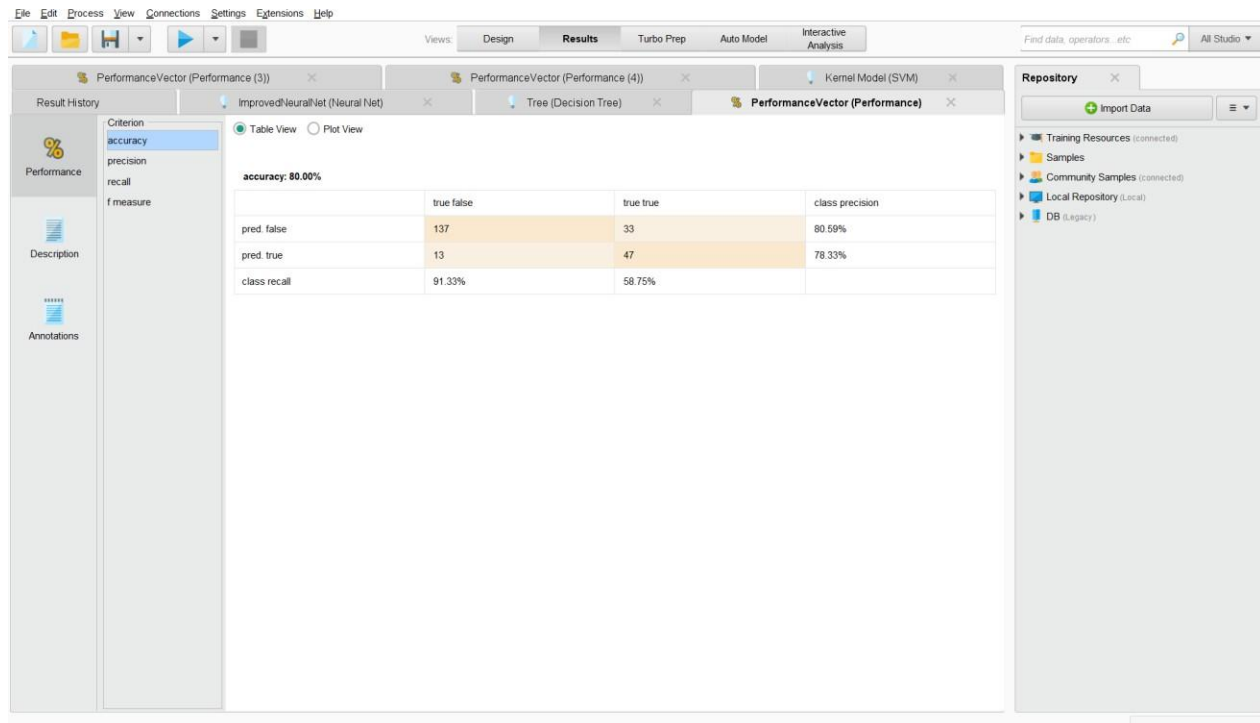 File Edit Process View Connections Settings Extensions Help
Views: Design Results Turbo Prep Auto Model Interactive Analysis
Find data, operators...etc All Studio
PerformanceVector (Performance (3)) PerformanceVector (Performance (4)) Kernel Model (SVM)
Result History ImprovedNeuralNet (Neural Net) Tree (Decision Tree) PerformanceVector (Performance)
Repository
Import Data
Training Resources (connected)
Samples
Community Samples (connected)
Local Repository (Local)
DB (Legacy)
Performance
Description
Annotations
Criterion
accuracy
precision
recall
f measure
Table View Plot View
accuracy: 80.00%
true false true true class precision
pred. false 137 33 80.59%
pred. true 13 47 78.33%
class recall 91.33% 58.75%